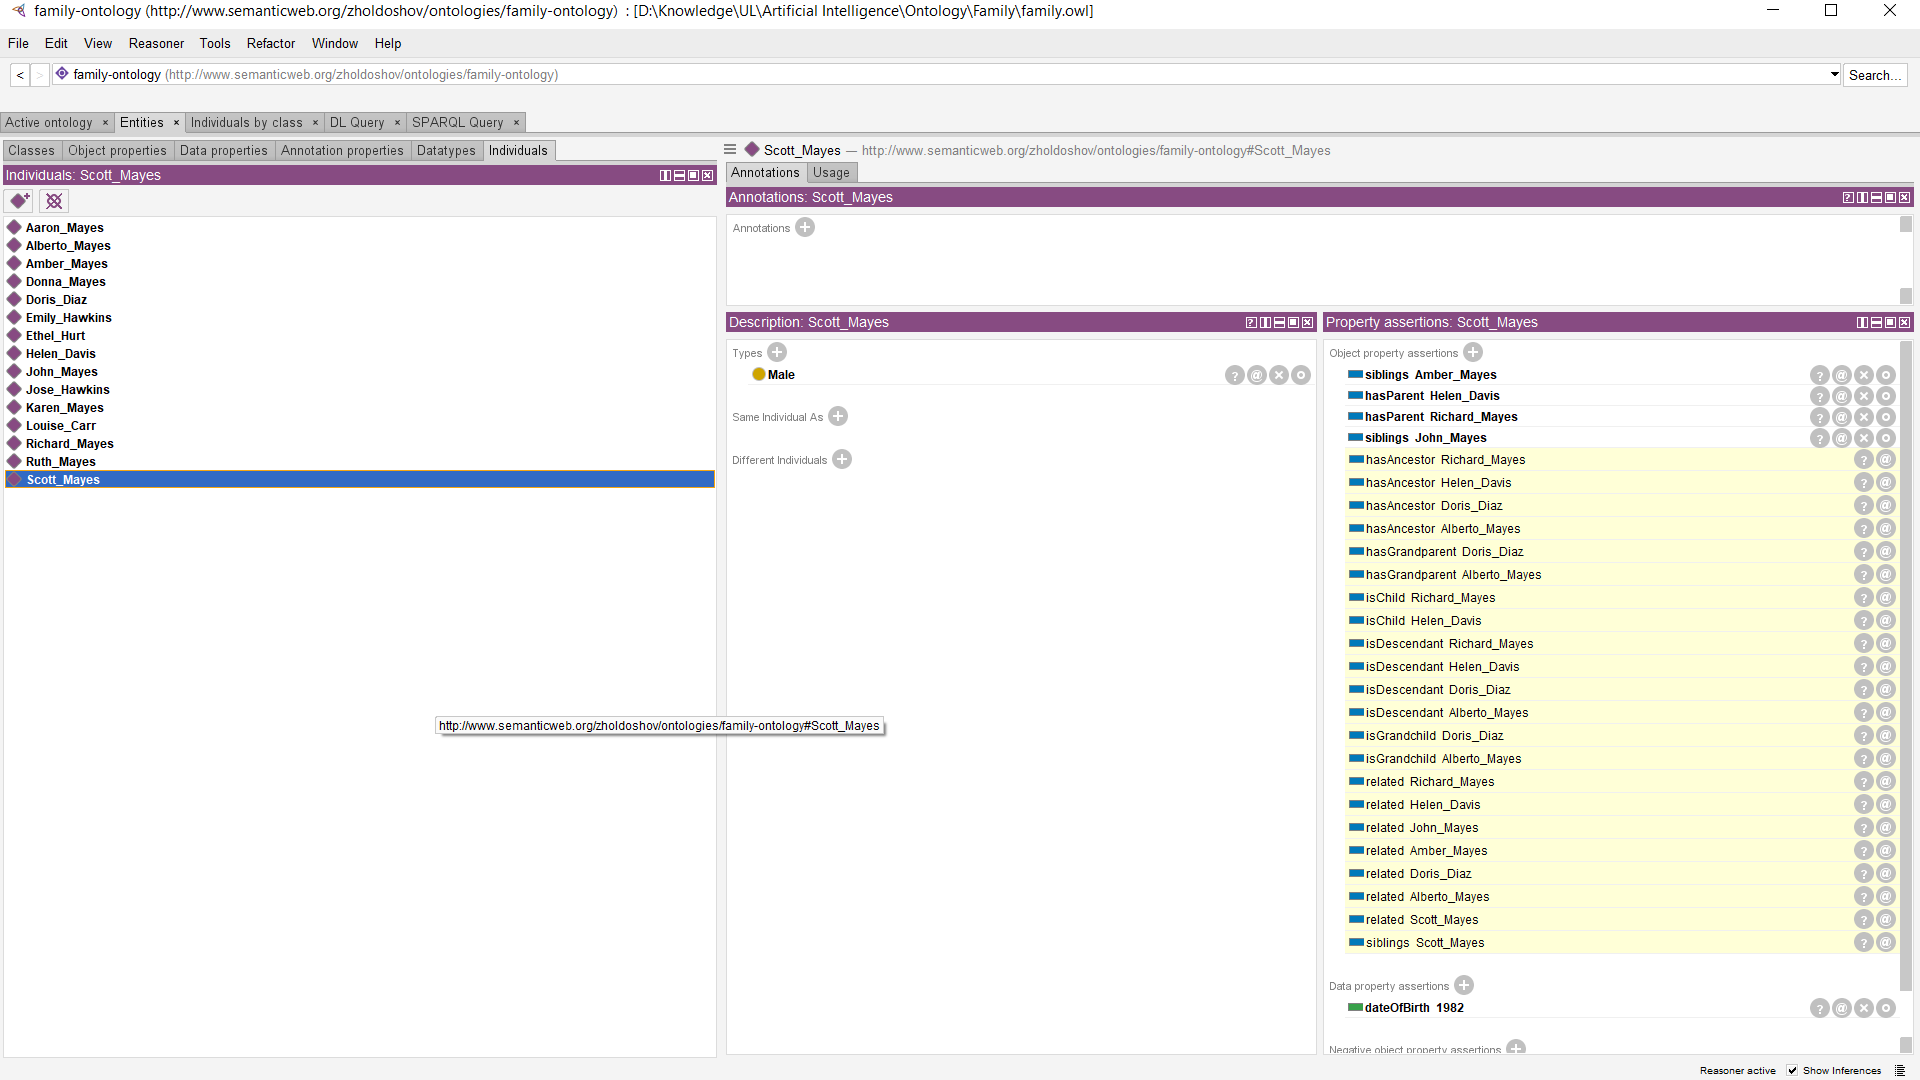 family-ontology (http://www.semanticweb.org/zholdoshov/ontologies/family-ontology) : [D:\Knowledge\UL\Artificial Intelligence\Ontology\Family\family.owl]
File Edit View Reasoner Tools Refactor Window Help
< > family-ontology (http://www.semanticweb.org/zholdoshov/ontologies/family-ontology) Search...
Active ontology × Entities × Individuals by class × DL Query × SPARQL Query ×
Classes Object properties Data properties Annotation properties Datatypes Individuals
Individuals: Scott_Mayes
Aaron_Mayes
Alberto_Mayes
Amber_Mayes
Donna_Mayes
Doris_Diaz
Emily_Hawkins
Ethel_Hurt
Helen_Davis
John_Mayes
Jose_Hawkins
Karen_Mayes
Louise_Carr
Richard_Mayes
Ruth_Mayes
Scott_Mayes
http://www.semanticweb.org/zholdoshov/ontologies/family-ontology#Scott_Mayes
Scott_Mayes — http://www.semanticweb.org/zholdoshov/ontologies/family-ontology#Scott_Mayes
Annotations Usage
Annotations: Scott_Mayes
Annotations
Description: Scott_Mayes
Types
Male
Same Individual As
Different Individuals
Property assertions: Scott_Mayes
Object property assertions
siblings Amber_Mayes
hasParent Helen_Davis
hasParent Richard_Mayes
siblings John_Mayes
hasAncestor Richard_Mayes
hasAncestor Helen_Davis
hasAncestor Doris_Diaz
hasAncestor Alberto_Mayes
hasGrandparent Doris_Diaz
hasGrandparent Alberto_Mayes
isChild Richard_Mayes
isChild Helen_Davis
isDescendant Richard_Mayes
isDescendant Helen_Davis
isDescendant Doris_Diaz
isDescendant Alberto_Mayes
isGrandchild Doris_Diaz
isGrandchild Alberto_Mayes
related Richard_Mayes
related Helen_Davis
related John_Mayes
related Amber_Mayes
related Doris_Diaz
related Alberto_Mayes
related Scott_Mayes
siblings Scott_Mayes
Data property assertions
dateOfBirth 1982
Negative object property assertions
Reasoner active Show Inferences